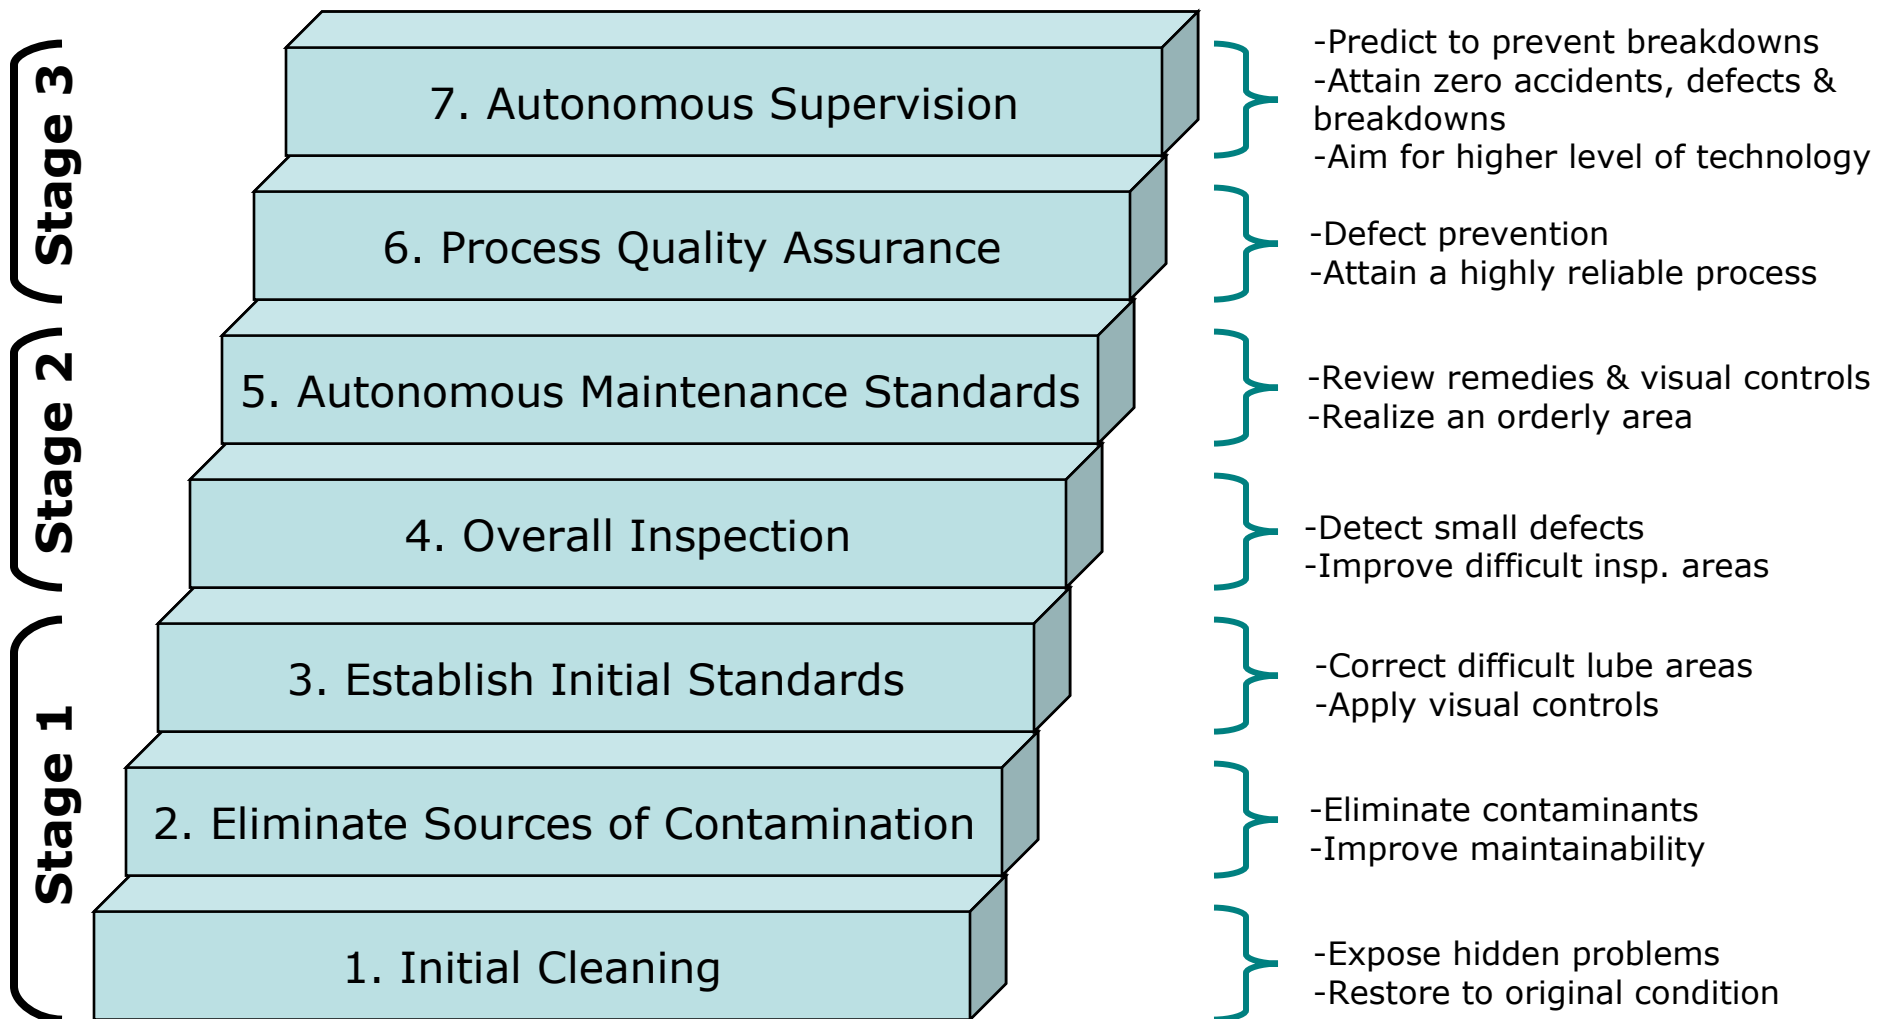 Stage 3
7. Autonomous Supervision
-Predict to prevent breakdowns
-Attain zero accidents, defects &
breakdowns
-Aim for higher level of technology
6. Process Quality Assurance
-Defect prevention
-Attain a highly reliable process
Stage 2
5. Autonomous Maintenance Standards
-Review remedies & visual controls
-Realize an orderly area
4. Overall Inspection
-Detect small defects
-Improve difficult insp. areas
Stage 1
3. Establish Initial Standards
-Correct difficult lube areas
-Apply visual controls
2. Eliminate Sources of Contamination
-Eliminate contaminants
-Improve maintainability
1. Initial Cleaning
-Expose hidden problems
-Restore to original condition